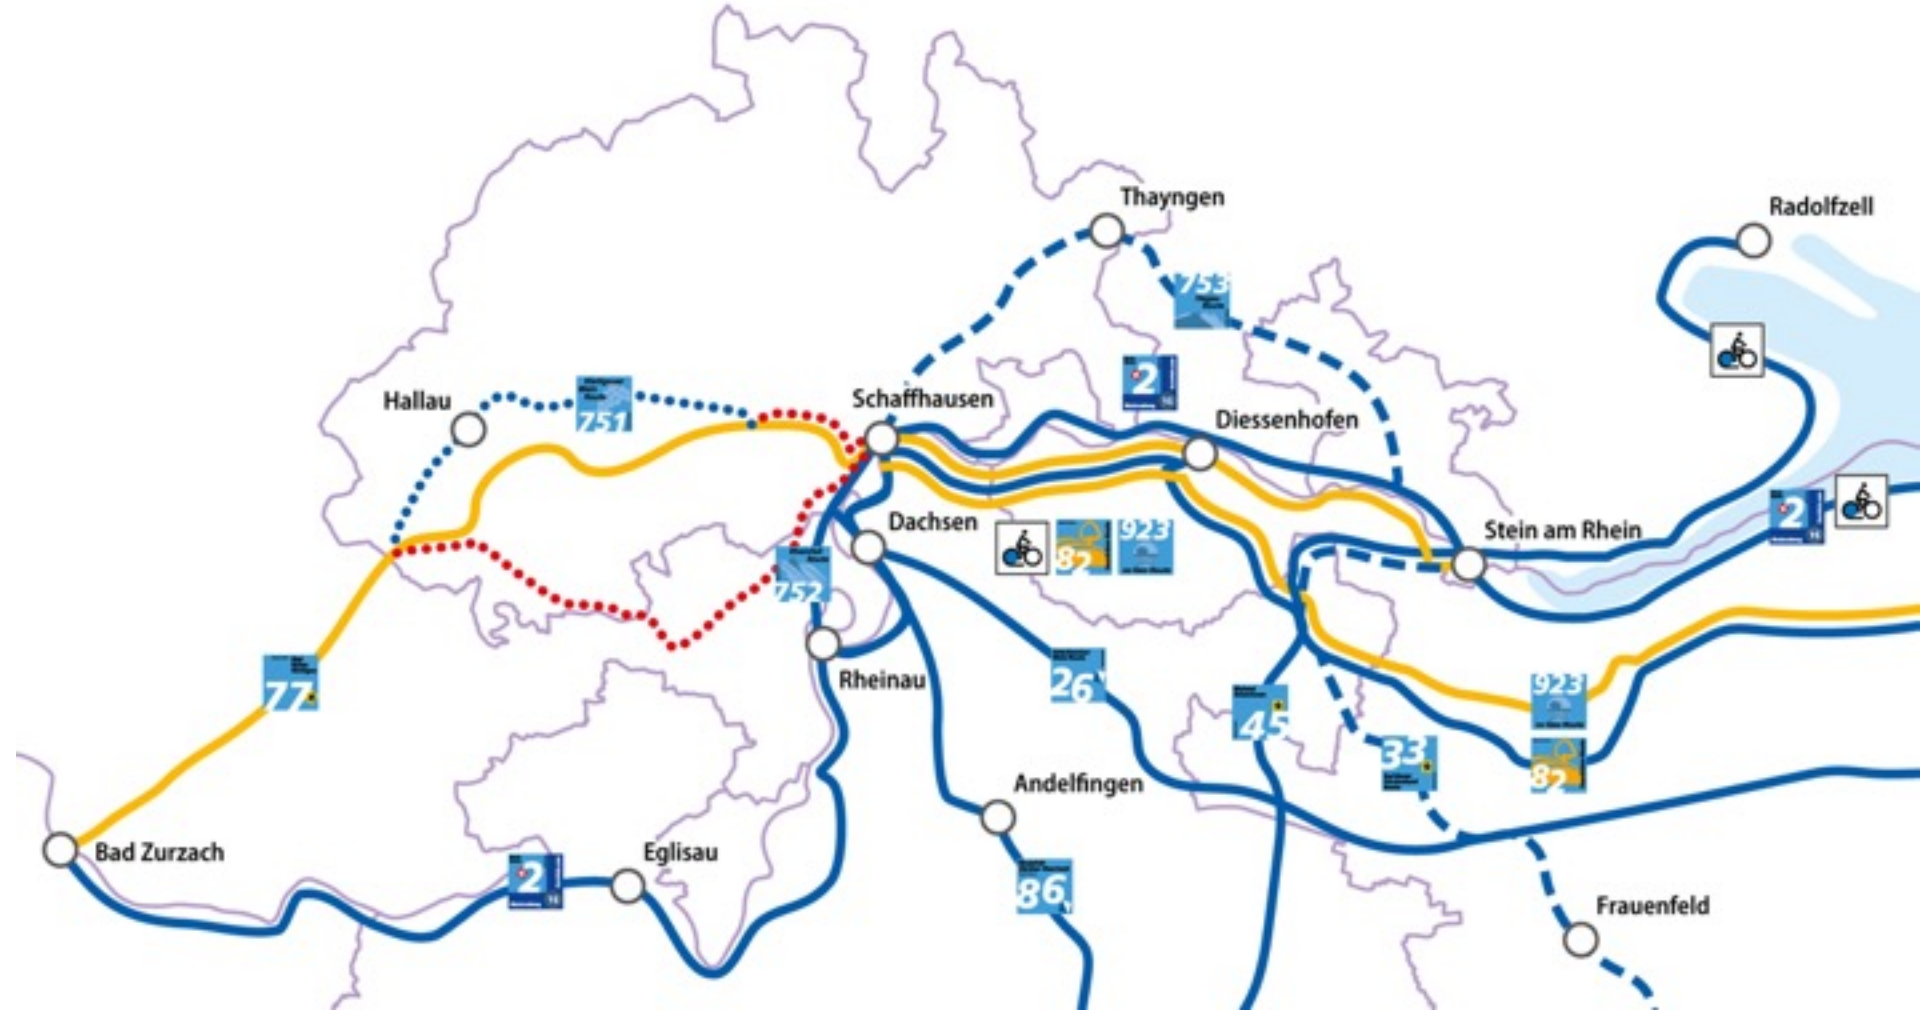 Thayngen
Radolfzell
753
2
Hallau
751
Schaffhausen
Diessenhofen
Dachsen
82
923
2
Stein am Rhein
752
77
Rheinau
26
45
923
33
82
Andelfingen
Bad Zurzach
Eglisau
2
86
Frauenfeld